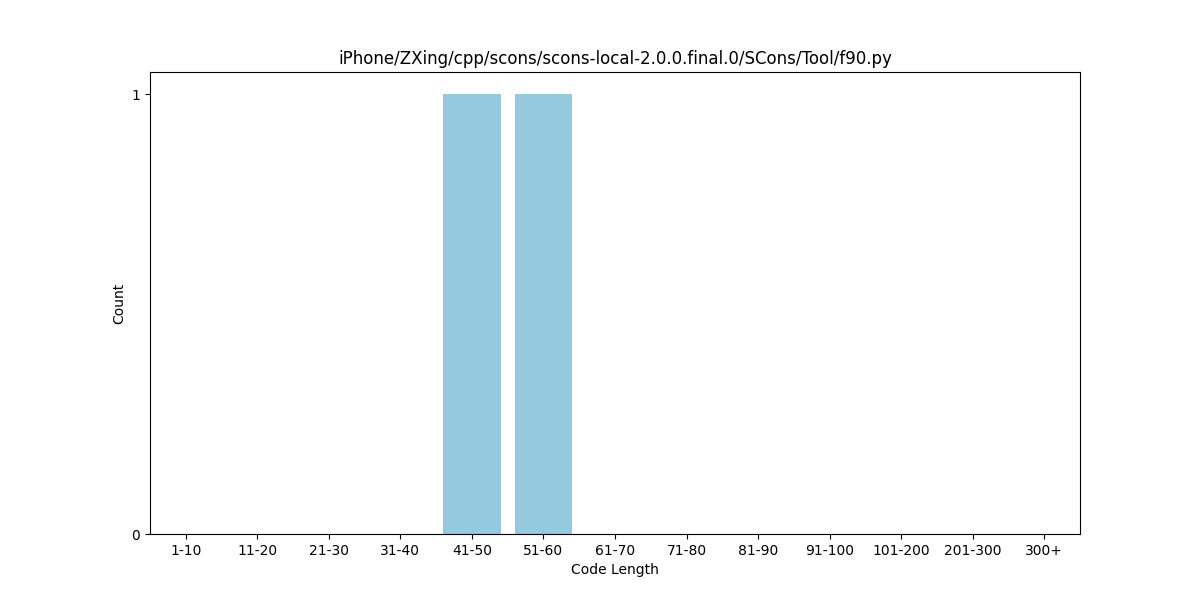 iPhone/ZXing/cpp/scons/scons-local-2.0.0.final.0/SCons/Tool/f90.py
1
Count
0
1-10 11-20 21-30 31-40 41-50 51-60 61-70 71-80 81-90 91-100 101-200 201-300 300+
Code Length